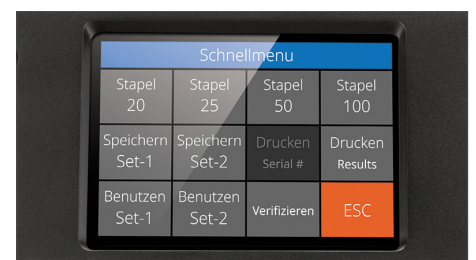 Schnellmenu
Stapel Stapel Stapel Stapel
20 25 50 100
Speichern Speichern Drucken Drucken
Set-1 Set-2 Serial # Results
Benutzen Benutzen Verifizieren ESC
Set-1 Set-2